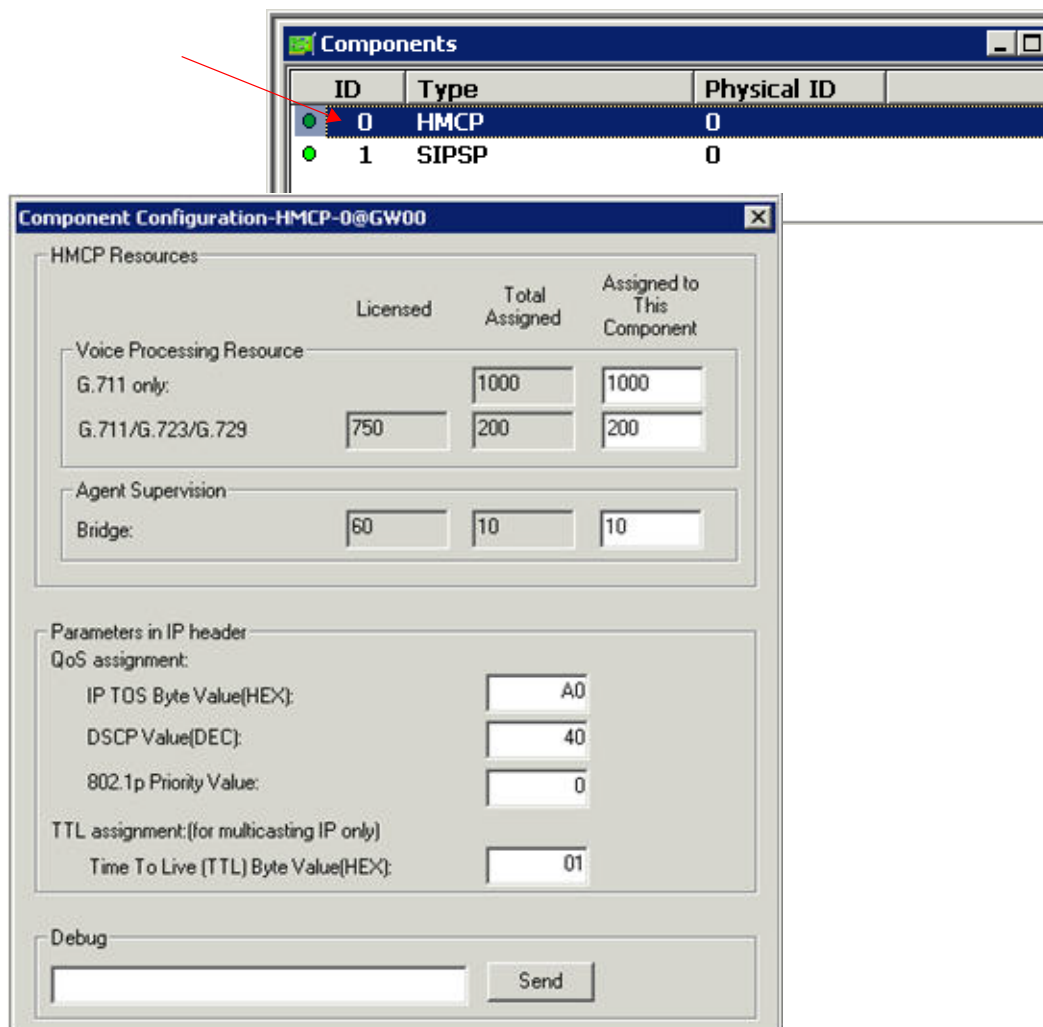 Components
ID Type Physical ID
0 HMCP 0
1 SIPSP 0
Component Configuration-HMCP-0@GW00
HMCP Resources
Licensed Total Assigned Assigned to This Component
Voice Processing Resource
G.711 only: 1000 1000
G.711/G.723/G.729 750 200 200
Agent Supervision
Bridge: 60 10 10
Parameters in IP header
QoS assignment:
IP TOS Byte Value(HEX): A0
DSCP Value(DEC): 40
802.1p Priority Value: 0
TTL assignment:(for multicasting IP only)
Time To Live (TTL) Byte Value(HEX): 01
Debug
Send